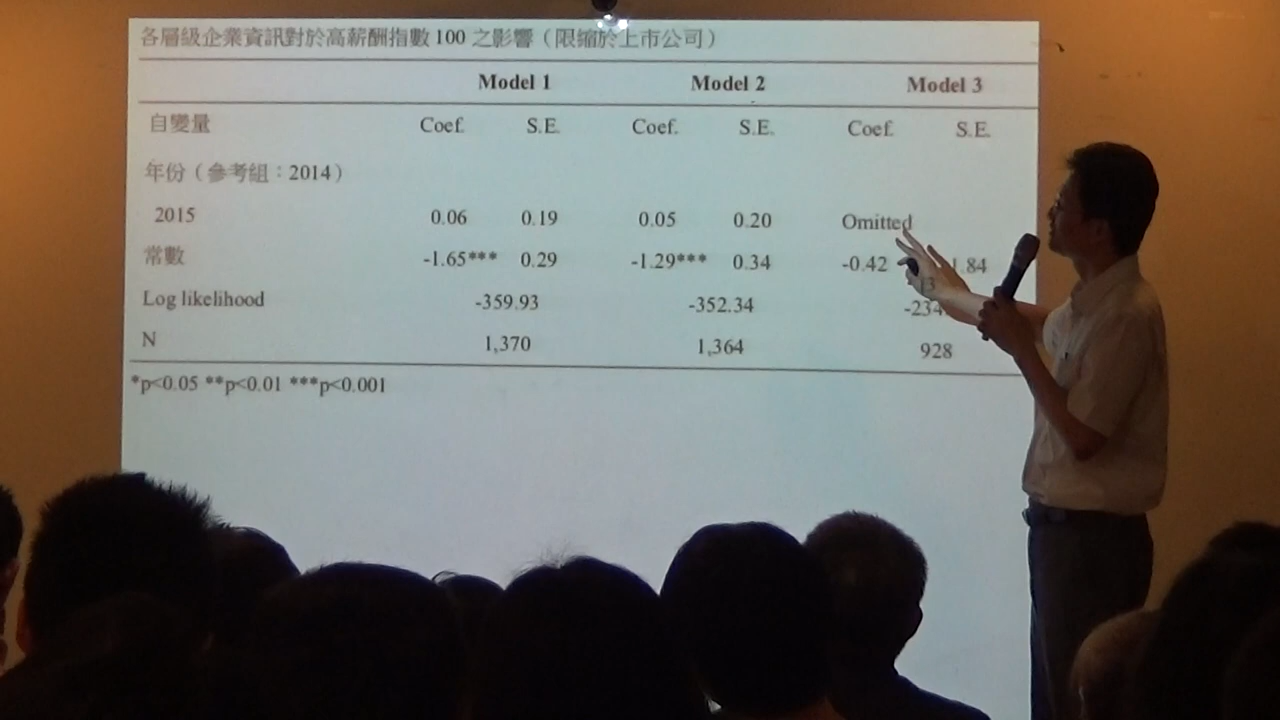 各層級企業資訊對於高薪酬指數 100 之影響（限縮於上市公司）
Model 1 Model 2 Model 3
自變量 Coef. S.E. Coef. S.E. Coef. S.E.
年份（參考組：2014）
2015 0.06 0.19 0.05 0.20 Omitted
常數 -1.65*** 0.29 -1.29*** 0.34 -0.42 .84
Log likelihood -359.93 -352.34 -234
N 1,370 1,364 928
*p<0.05 **p<0.01 ***p<0.001